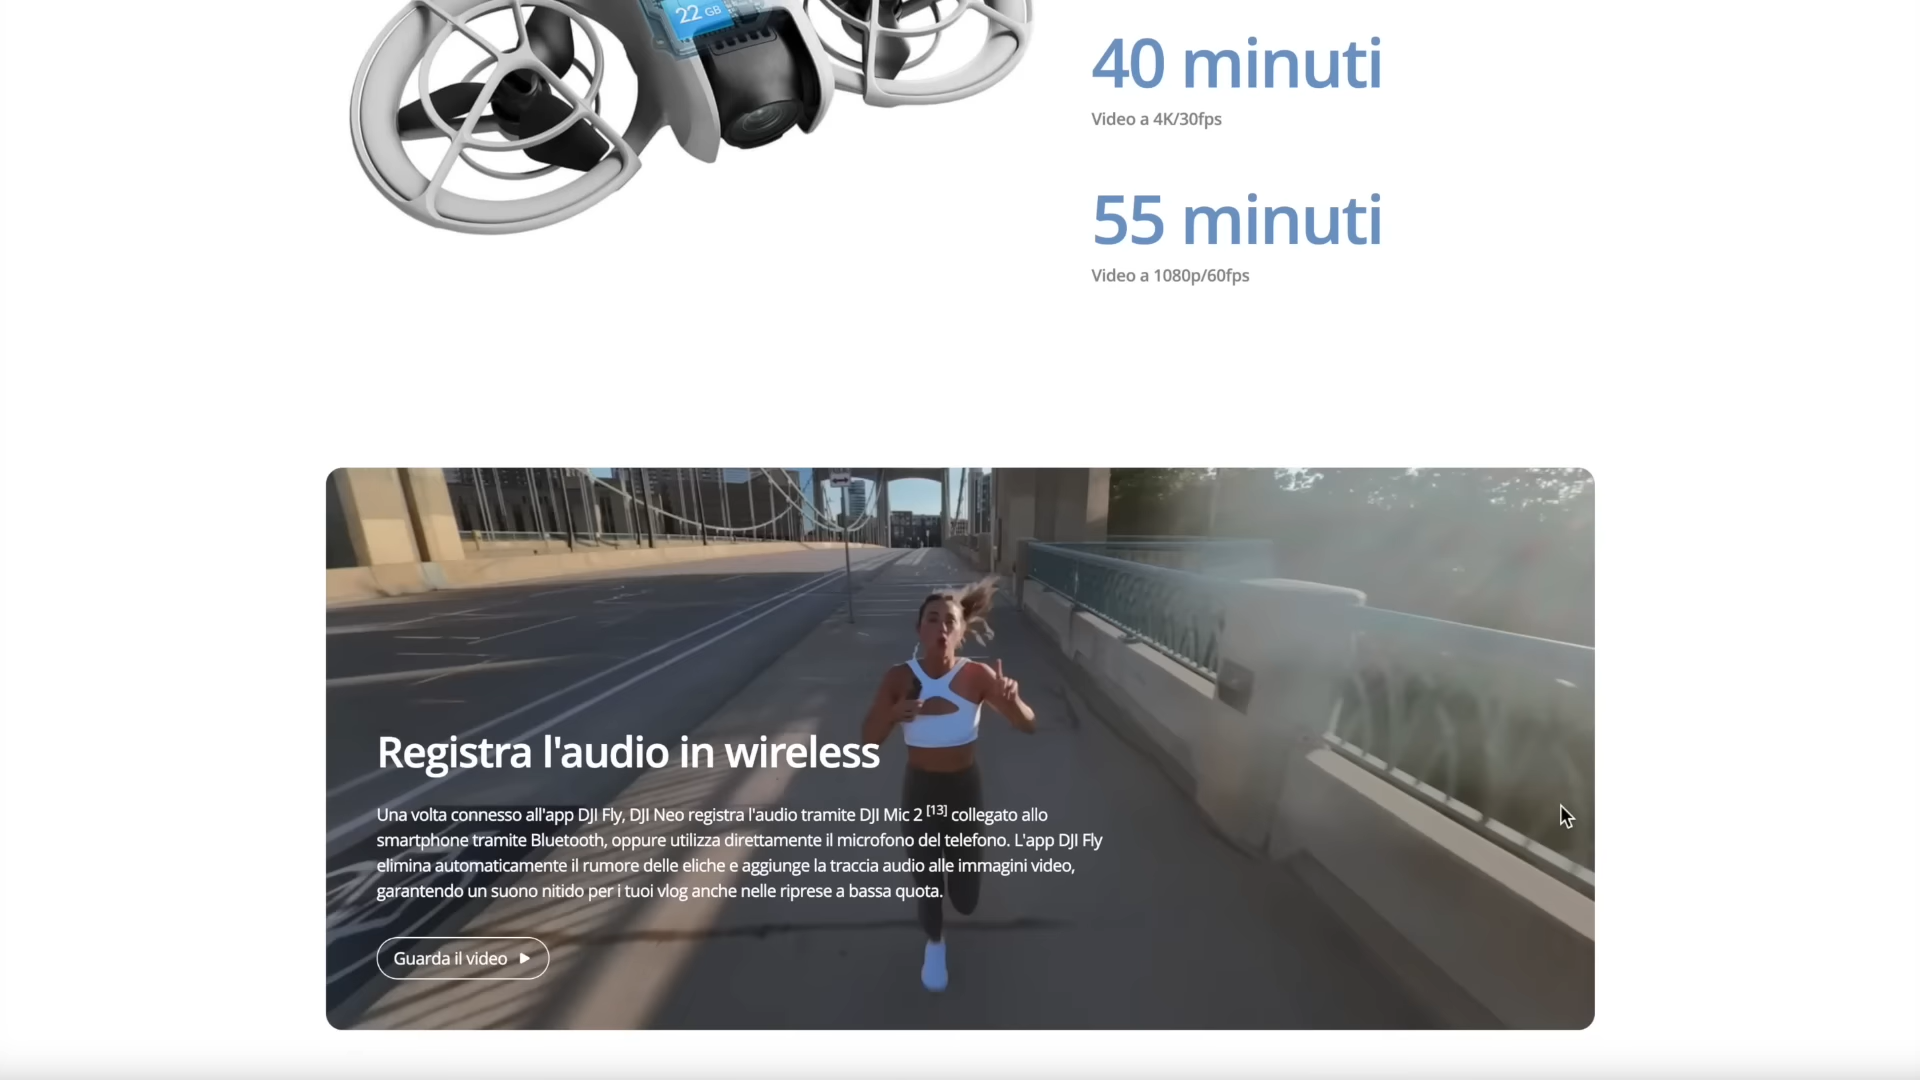 22 GB
40 minuti
Video a 4K/30fps
55 minuti
Video a 1080p/60fps
Registra l'audio in wireless
Una volta connesso all'app DJI Fly, DJI Neo registra l'audio tramite DJI Mic 2 [13] collegato allo
smartphone tramite Bluetooth, oppure utilizza direttamente il microfono del telefono. L'app DJI Fly
elimina automaticamente il rumore delle eliche e aggiunge la traccia audio alle immagini video,
garantendo un suono nitido per i tuoi vlog anche nelle riprese a bassa quota.
Guarda il video